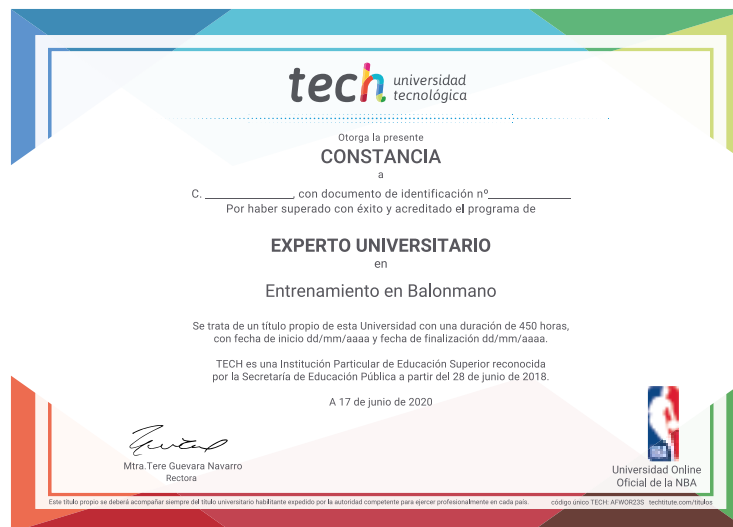 tech universidad
tecnológica
Otorga la presente
CONSTANCIA
a
C. ______________, con documento de identificación nº______________
Por haber superado con éxito y acreditado el programa de
EXPERTO UNIVERSITARIO
en
Entrenamiento en Balonmano
Se trata de un título propio de esta Universidad con una duración de 450 horas,
con fecha de inicio dd/mm/aaaa y fecha de finalización dd/mm/aaaa.
TECH es una Institución Particular de Educación Superior reconocida
por la Secretaría de Educación Pública a partir del 28 de junio de 2018.
A 17 de junio de 2020
Mtra.Tere Guevara Navarro
Rectora
Universidad Online
Oficial de la NBA
Este título propio se deberá acompañar siempre del título universitario habilitante expedido por la autoridad competente para ejercer profesionalmente en cada país. código único TECH: AFWOR23S techtitute.com/titulos